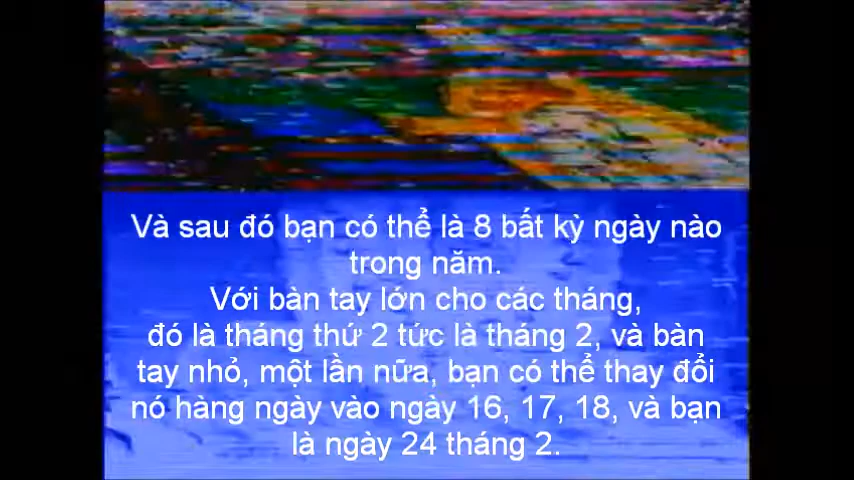 Và sau đó bạn có thể là 8 bất kỳ ngày nào
trong năm.
Với bàn tay lớn cho các tháng,
đó là tháng thứ 2 tức là tháng 2, và bàn
tay nhỏ, một lần nữa, bạn có thể thay đổi
nó hàng ngày vào ngày 16, 17, 18, và bạn
là ngày 24 tháng 2.